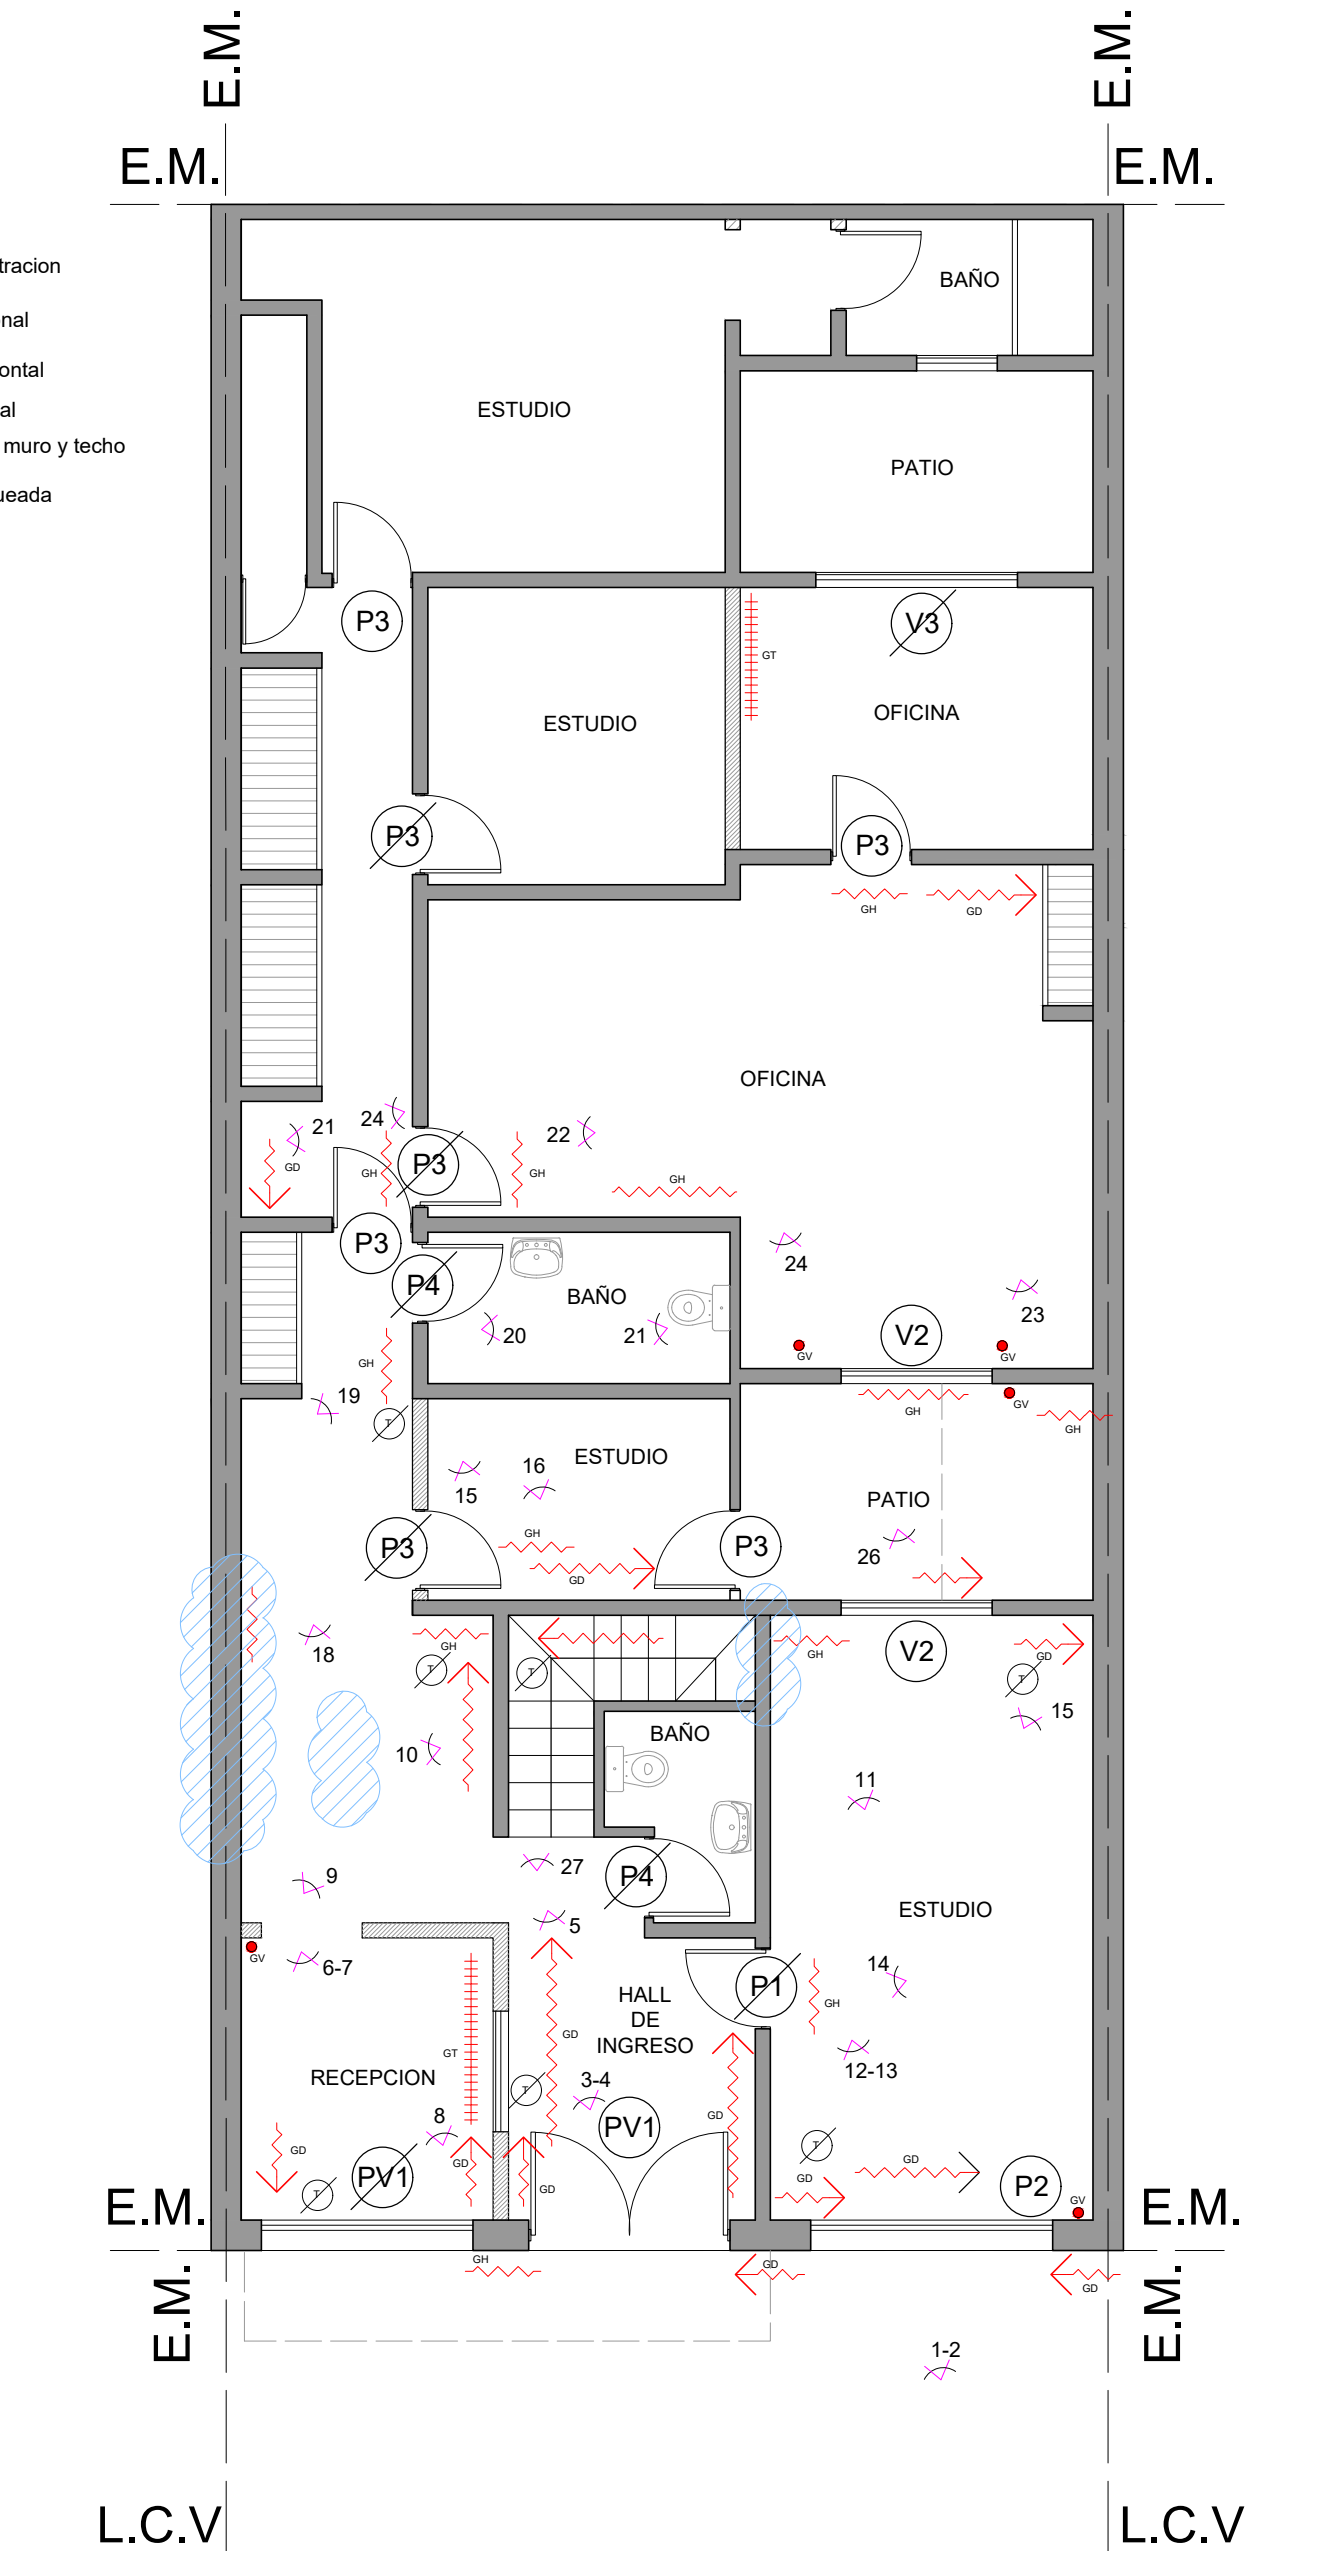 E.M.
E.M.
E.M.
E.M.
tracion
nal
ontal
al
muro y techo
ueada
BAÑO
ESTUDIO
PATIO
P3
V3
GT
OFICINA
ESTUDIO
P3
P3
GH
GD
OFICINA
21
24
22
GD
GH
P3
GH
GH
P3
P4
24
BAÑO
20
21
23
V2
GV
GV
GH
19
T
GH
GV
GH
ESTUDIO
16
15
PATIO
GH
P3
P3
26
GD
18
GH
T
T
GH
V2
GD
T
15
BAÑO
10
11
27
P4
9
5
ESTUDIO
GV
6-7
14
P1
HALL
DE
INGRESO
GH
GD
GT
RECEPCION
T
3-4
12-13
8
PV1
GD
T
GD
GD
PV1
T
GD
GD
GD
P2
GV
E.M.
E.M.
GH
GD
GD
E.M.
E.M.
1-2
L.C.V
L.C.V